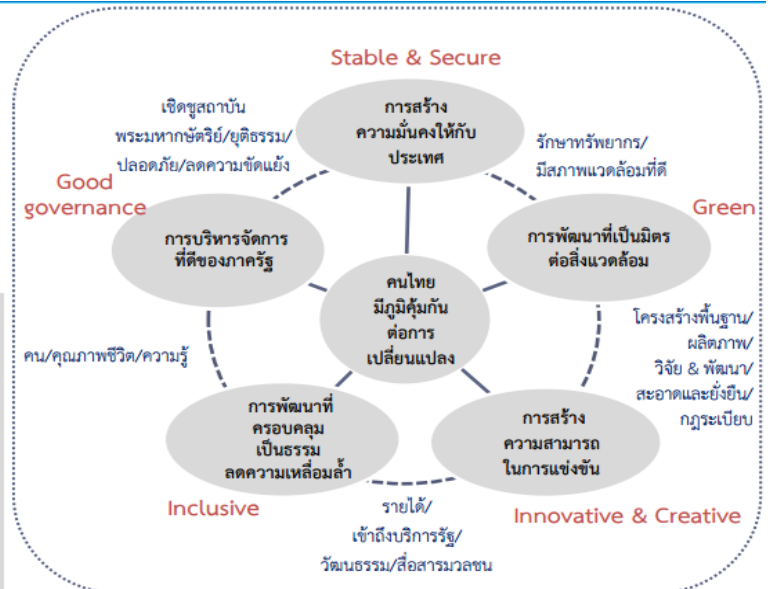 Stable & Secure
การสร้าง
ความมั่นคงให้กับ
ประเทศ
เชิดชูสถาบัน
พระมหากษัตริย์/ยุติธรรม/
ปลอดภัย/ลดความขัดแย้ง
รักษาทรัพยากร/
มีสภาพแวดล้อมที่ดี
Good
governance
Green
การบริหารจัดการ
ที่ดีของภาครัฐ
การพัฒนาที่เป็นมิตร
ต่อสิ่งแวดล้อม
คนไทย
มีภูมิคุ้มกัน
ต่อการ
เปลี่ยนแปลง
โครงสร้างพื้นฐาน/
ผลิตภาพ/
วิจัย & พัฒนา/
สะอาดและยั่งยืน/
กฎระเบียบ
คน/คุณภาพชีวิต/ความรู้
การพัฒนาที่
ครอบคลุม
เป็นธรรม
ลดความเหลื่อมล้ำ
การสร้าง
ความสามารถ
ในการแข่งขัน
Inclusive
Innovative & Creative
รายได้/
เข้าถึงบริการรัฐ/
วัฒนธรรม/สื่อสารมวลชน